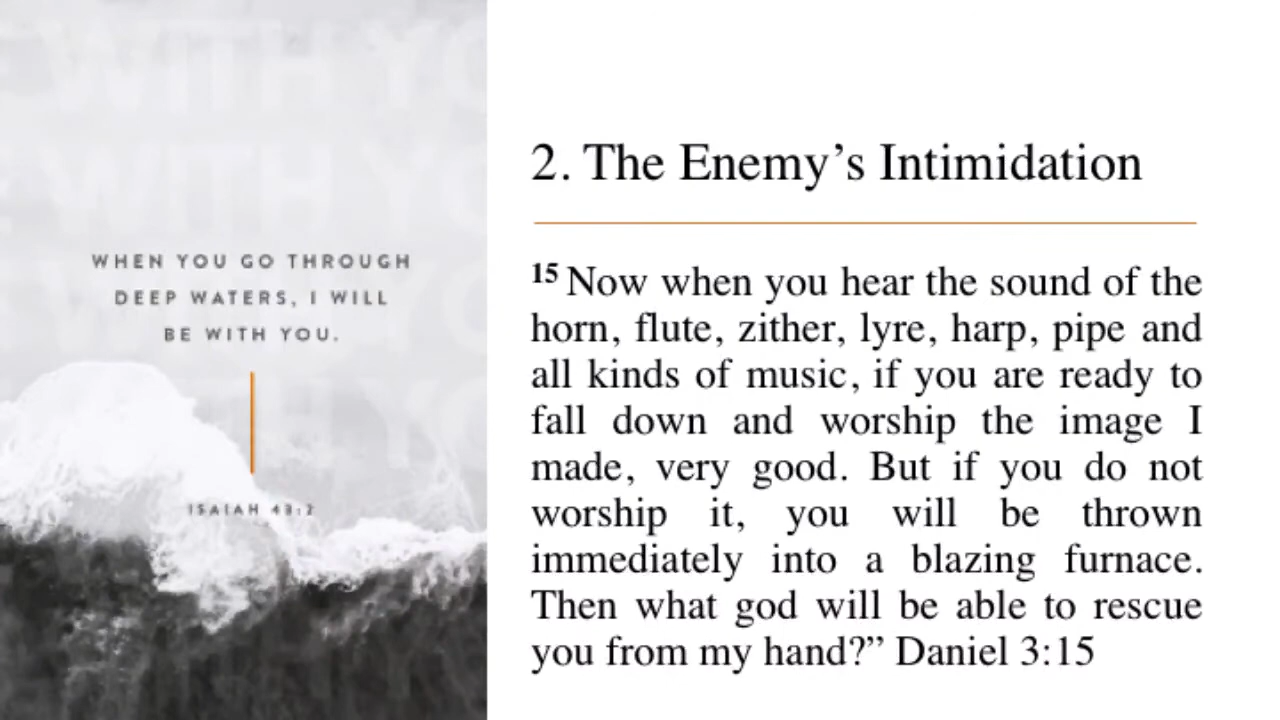 WHEN YOU GO THROUGH
DEEP WATERS, I WILL
BE WITH YOU.
ISAIAH 43:2
2. The Enemy’s Intimidation
15 Now when you hear the sound of the
horn, flute, zither, lyre, harp, pipe and
all kinds of music, if you are ready to
fall down and worship the image I
made, very good. But if you do not
worship it, you will be thrown
immediately into a blazing furnace.
Then what god will be able to rescue
you from my hand?” Daniel 3:15